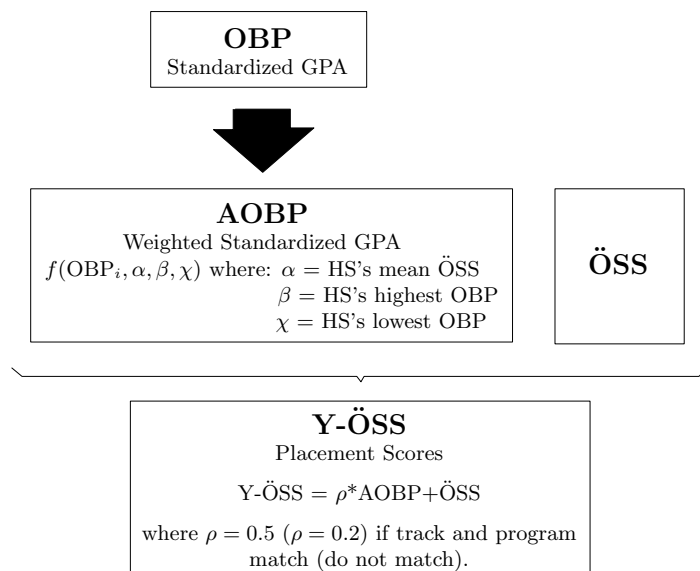 OBP
Standardized GPA
AOBP
Weighted Standardized GPA
f(OBP_i, α, β, χ) where: α = HS's mean ÖSS
β = HS's highest OBP
χ = HS's lowest OBP
ÖSS
Y-ÖSS
Placement Scores
Y-ÖSS = ρ*AOBP+ÖSS
where ρ = 0.5 (ρ = 0.2) if track and program
match (do not match).